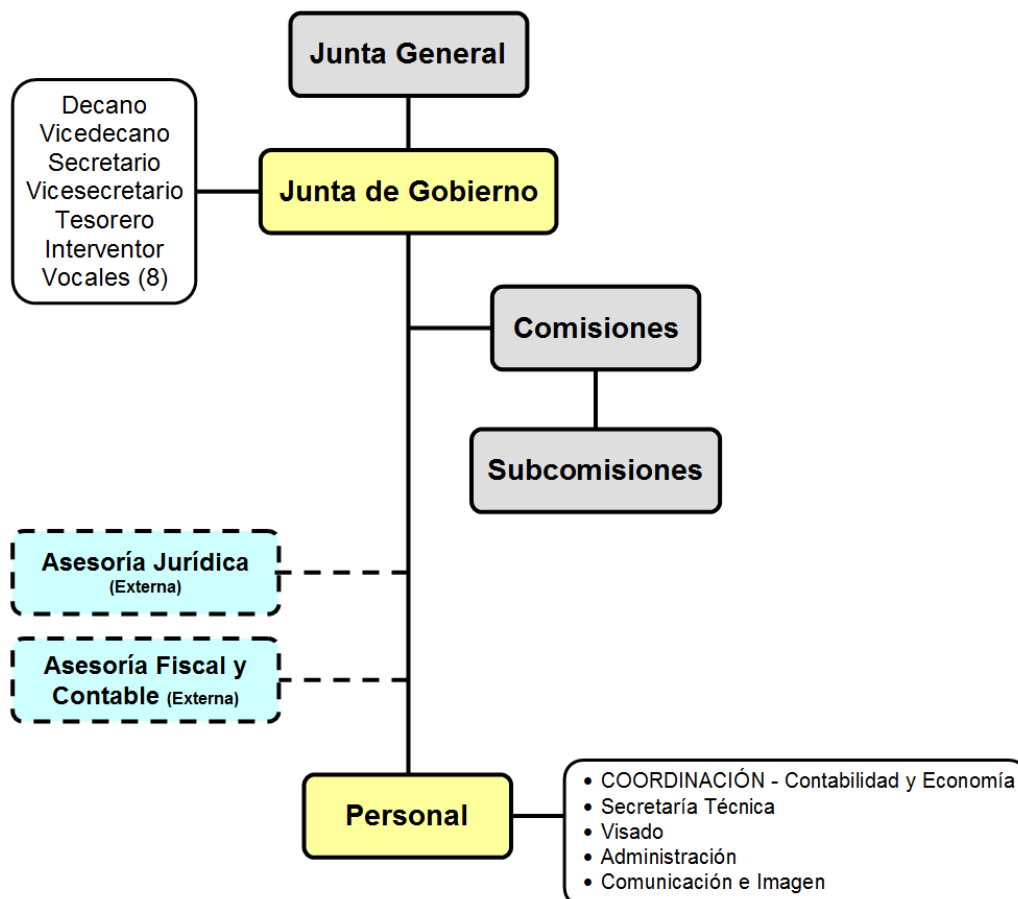 Junta General
Decano
Vicedecano
Secretario
Vicesecretario
Tesorero
Interventor
Vocales (8)
Junta de Gobierno
Comisiones
Subcomisiones
Asesoría Jurídica
(Externa)
Asesoría Fiscal y
Contable (Externa)
Personal
• COORDINACIÓN - Contabilidad y Economía
• Secretaría Técnica
• Visado
• Administración
• Comunicación e Imagen